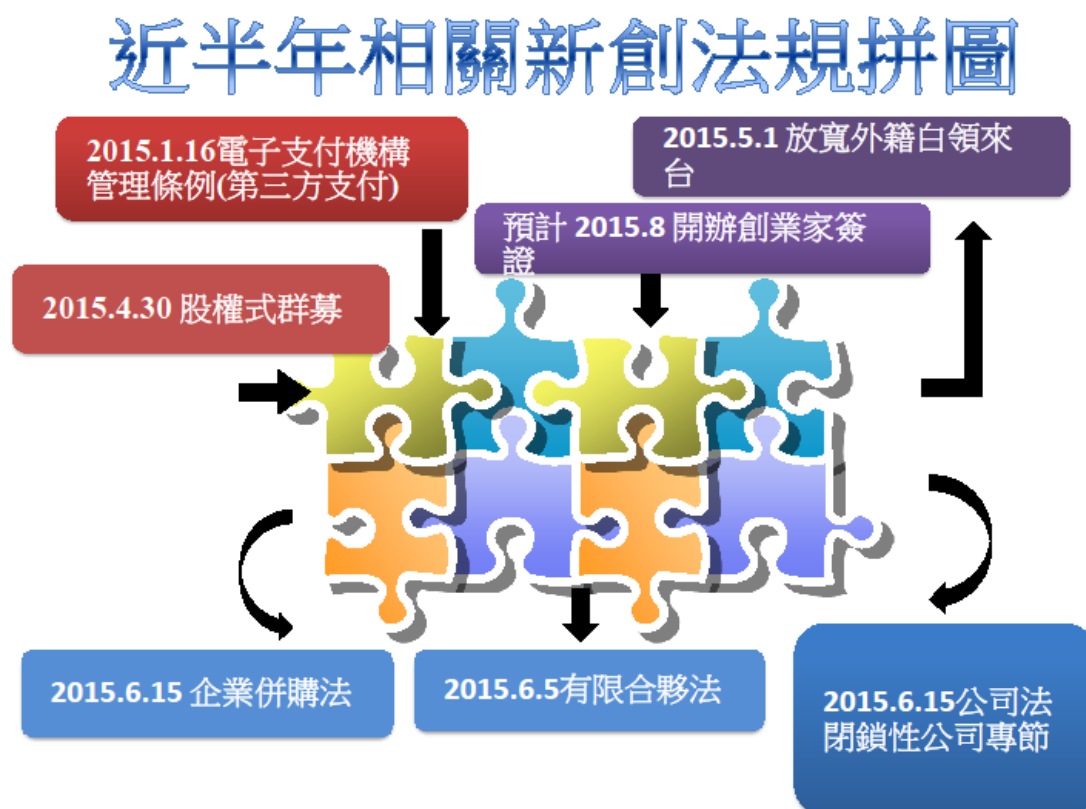 近半年相關新創法規拼圖
2015.1.16電子支付機構
管理條例(第三方支付)
2015.5.1 放寬外籍白領來
台
預計 2015.8 開辦創業家簽
證
2015.4.30 股權式群募
2015.6.15 企業併購法
2015.6.5有限合夥法
2015.6.15公司法
閉鎖性公司專節